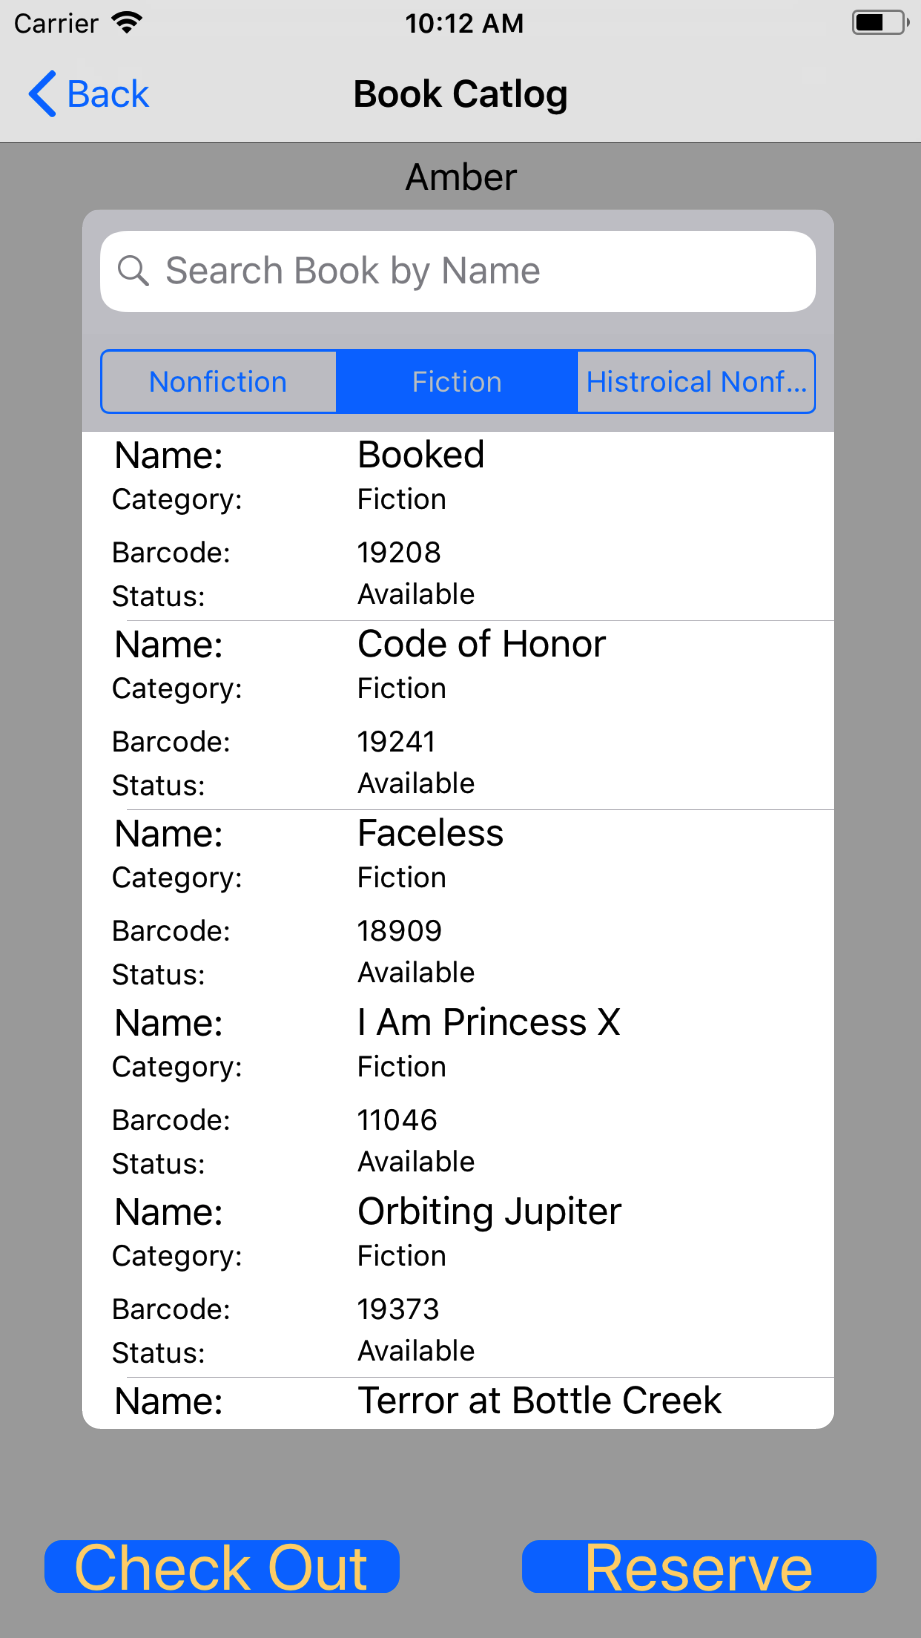 Carrier 10:12 AM
Back Book Catlog
Amber
Search Book by Name
Nonfiction Fiction Histroical Nonf...
Name: Booked
Category: Fiction
Barcode: 19208
Status: Available
Name: Code of Honor
Category: Fiction
Barcode: 19241
Status: Available
Name: Faceless
Category: Fiction
Barcode: 18909
Status: Available
Name: I Am Princess X
Category: Fiction
Barcode: 11046
Status: Available
Name: Orbiting Jupiter
Category: Fiction
Barcode: 19373
Status: Available
Name: Terror at Bottle Creek
Check Out Reserve